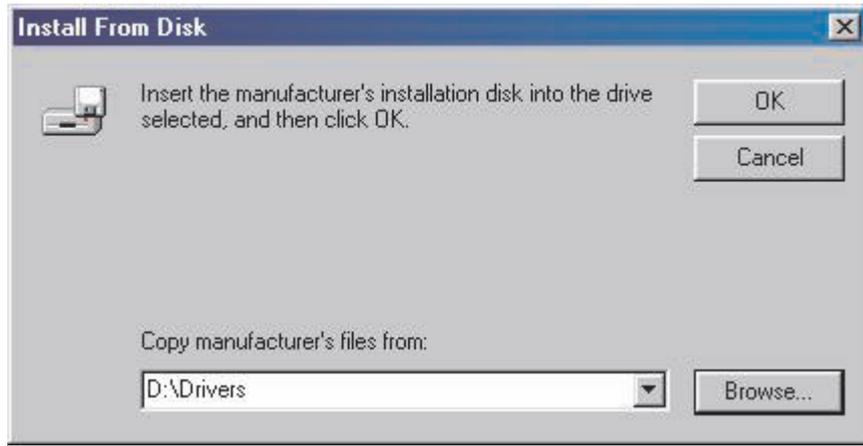 Install From Disk
Insert the manufacturer's installation disk into the drive
selected, and then click OK.
OK
Cancel
Copy manufacturer's files from:
D:\Drivers
Browse...